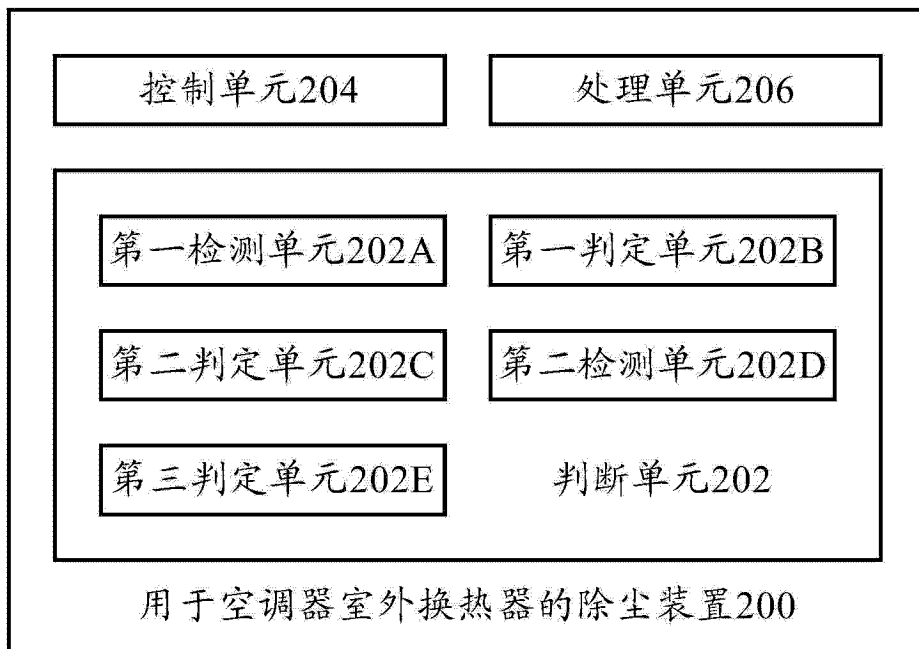 控制单元204
处理单元206
第一检测单元202A
第一判定单元202B
第二判定单元202C
第二检测单元202D
第三判定单元202E
判断单元202
用于空调器室外换热器的除尘装置200